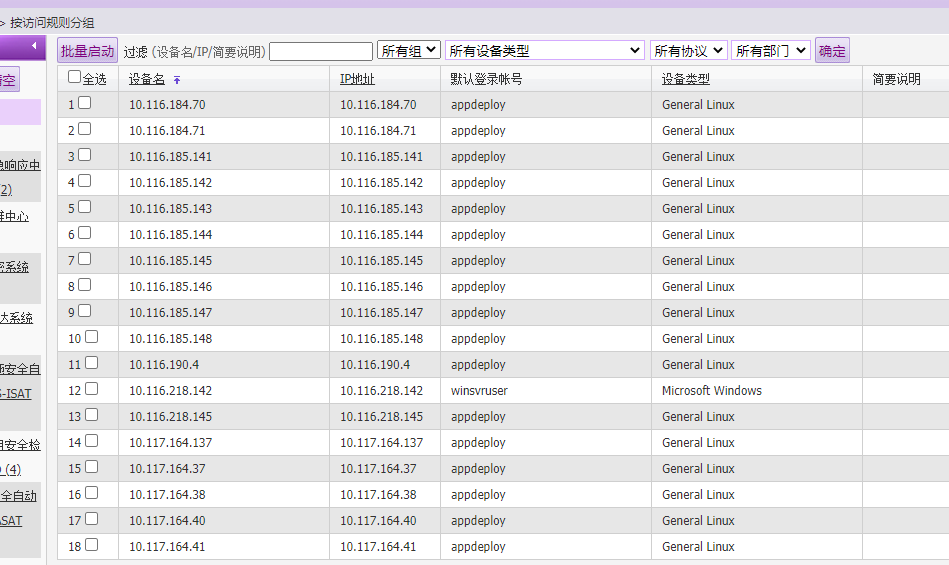 > 按访问规则分组
批量启动 过滤 (设备名/IP/简要说明) 所有组 所有设备类型 所有协议 所有部门 确定
全选 设备名 IP地址 默认登录帐号 设备类型 简要说明
1 10.116.184.70 10.116.184.70 appdeploy General Linux
2 10.116.184.71 10.116.184.71 appdeploy General Linux
3 10.116.185.141 10.116.185.141 appdeploy General Linux
4 10.116.185.142 10.116.185.142 appdeploy General Linux
5 10.116.185.143 10.116.185.143 appdeploy General Linux
6 10.116.185.144 10.116.185.144 appdeploy General Linux
7 10.116.185.145 10.116.185.145 appdeploy General Linux
8 10.116.185.146 10.116.185.146 appdeploy General Linux
9 10.116.185.147 10.116.185.147 appdeploy General Linux
10 10.116.185.148 10.116.185.148 appdeploy General Linux
11 10.116.190.4 10.116.190.4 appdeploy General Linux
12 10.116.218.142 10.116.218.142 winsvruser Microsoft Windows
13 10.116.218.145 10.116.218.145 appdeploy General Linux
14 10.117.164.137 10.117.164.137 appdeploy General Linux
15 10.117.164.37 10.117.164.37 appdeploy General Linux
16 10.117.164.38 10.117.164.38 appdeploy General Linux
17 10.117.164.40 10.117.164.40 appdeploy General Linux
18 10.117.164.41 10.117.164.41 appdeploy General Linux
空
响应中
2)
中心
系统
达系统
安全自
-ISAT
安全检
(4)
全自动
SAT